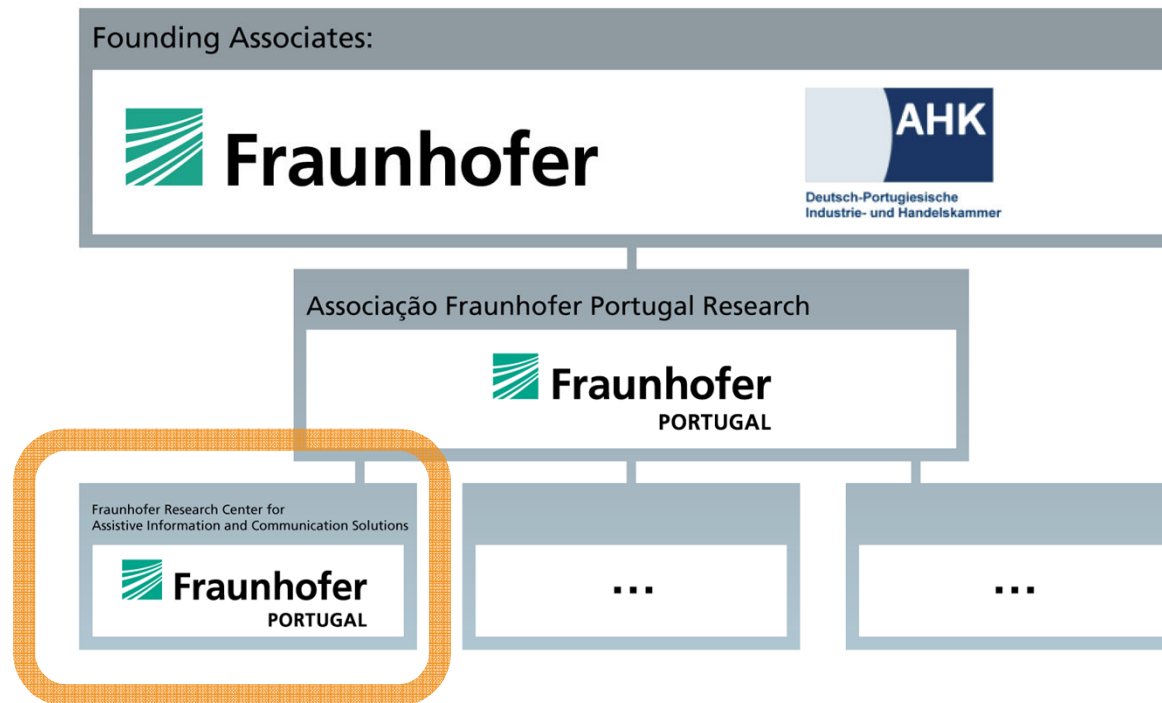 Founding Associates:
Fraunhofer
AHK
Deutsch-Portugiesische
Industrie- und Handelskammer
Associação Fraunhofer Portugal Research
Fraunhofer
PORTUGAL
Fraunhofer Research Center for
Assistive Information and Communication Solutions
Fraunhofer
PORTUGAL
...
...